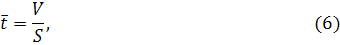 t̄ = V/S, (6)